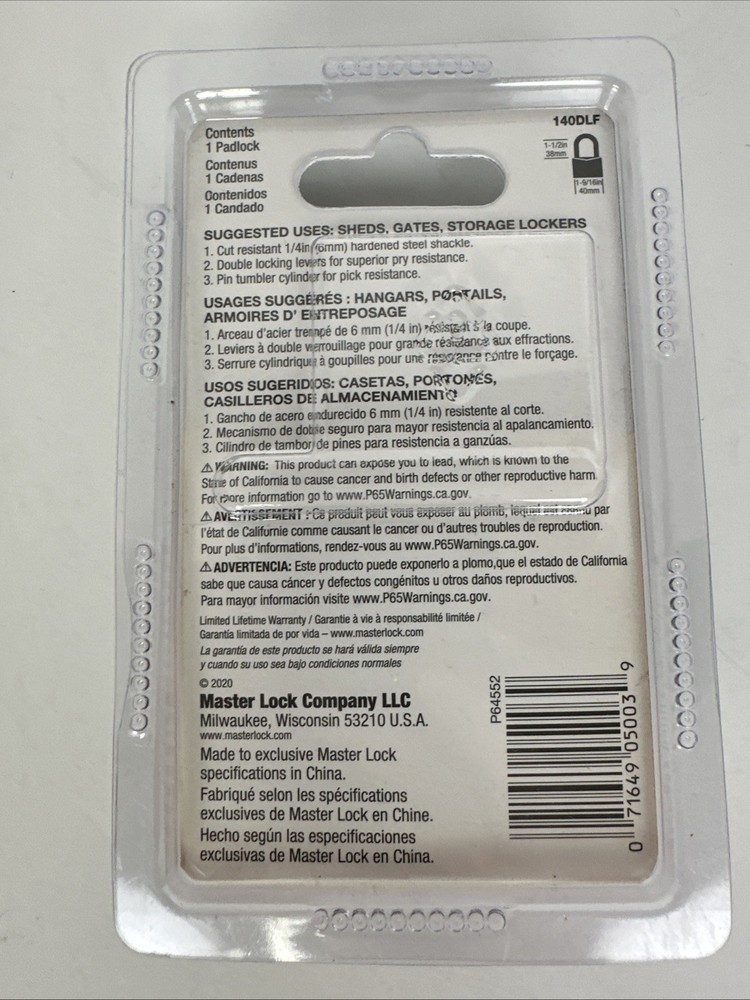 140DLF
Contents
1 Padlock
Contenus
1 Cadenas
Contenidos
1 Candado
1-1/2in
38mm
1-9/16in
40mm
SUGGESTED USES: SHEDS, GATES, STORAGE LOCKERS
1. Cut resistant 1/4in (6mm) hardened steel shackle.
2. Double locking levers for superior pry resistance.
3. Pin tumbler cylinder for pick resistance.
USAGES SUGGÉRÉS : HANGARS, PORTAILS,
ARMOIRES D' ENTREPOSAGE
1. Arceau d'acier trempé de 6 mm (1/4 in) résistant à la coupe.
2. Leviers à double verrouillage pour grande résistance aux effractions.
3. Serrure cylindrique à goupilles pour une résistance contre le forçage.
USOS SUGERIDOS: CASETAS, PORTONES,
CASILLEROS DE ALMACENAMIENTO
1. Gancho de acero endurecido 6 mm (1/4 in) resistente al corte.
2. Mecanismo de doble seguro para mayor resistencia al apalancamiento.
3. Cilindro de tambor de pines para resistencia a ganzúas.
⚠ WARNING: This product can expose you to lead, which is known to the
State of California to cause cancer and birth defects or other reproductive harm.
For more information go to www.P65Warnings.ca.gov.
⚠ AVERTISSEMENT : Ce produit peut vous exposer au plomb, lequel est connu par
l'état de Californie comme causant le cancer ou d'autres troubles de reproduction.
Pour plus d'informations, rendez-vous au www.P65Warnings.ca.gov.
⚠ ADVERTENCIA: Este producto puede exponerlo a plomo,que el estado de California
sabe que causa cáncer y defectos congénitos u otros daños reproductivos.
Para mayor información visite www.P65Warnings.ca.gov.
Limited Lifetime Warranty / Garantie à vie à responsabilité limitée /
Garantía limitada de por vida – www.masterlock.com
La garantía de este producto se hará válida siempre
y cuando su uso sea bajo condiciones normales
© 2020
Master Lock Company LLC
Milwaukee, Wisconsin 53210 U.S.A.
www.masterlock.com
Made to exclusive Master Lock
specifications in China.
Fabriqué selon les spécifications
exclusives de Master Lock en Chine.
Hecho según las especificaciones
exclusivas de Master Lock en China.
P64552
0 71649 05003 9